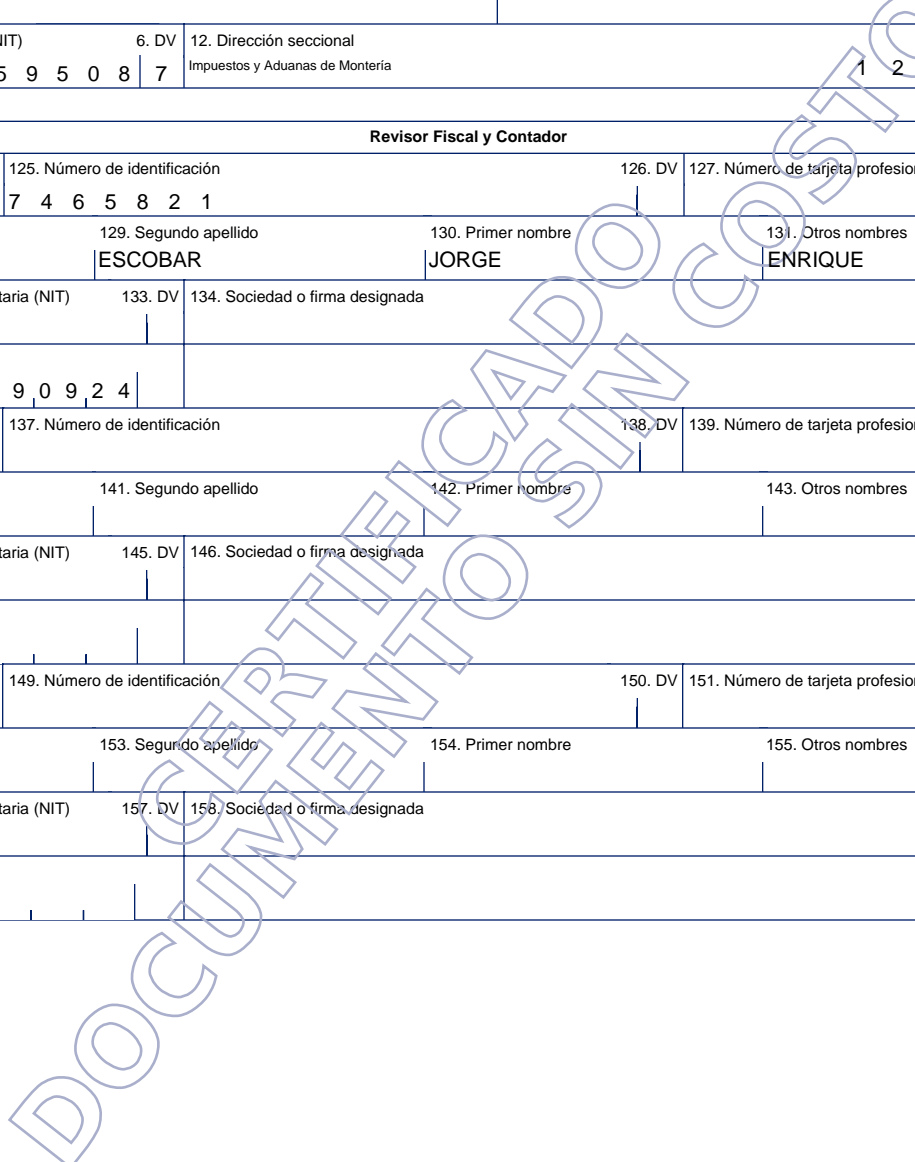 NIT) 6. DV 12. Dirección seccional
5 9 5 0 8 7 Impuestos y Aduanas de Montería 1 2
Revisor Fiscal y Contador
125. Número de identificación 126. DV 127. Número de tarjeta profesion
7 4 6 5 8 2 1
129. Segundo apellido 130. Primer nombre 131. Otros nombres
ESCOBAR JORGE ENRIQUE
taria (NIT) 133. DV 134. Sociedad o firma designada
9 0 9 2 4
137. Número de identificación 138. DV 139. Número de tarjeta profesion
141. Segundo apellido 142. Primer nombre 143. Otros nombres
taria (NIT) 145. DV 146. Sociedad o firma designada
149. Número de identificación 150. DV 151. Número de tarjeta profesion
153. Segundo apellido 154. Primer nombre 155. Otros nombres
taria (NIT) 157. DV 158. Sociedad o firma designada
CERTIFICADO
DOCUMENTO SIN COSTO